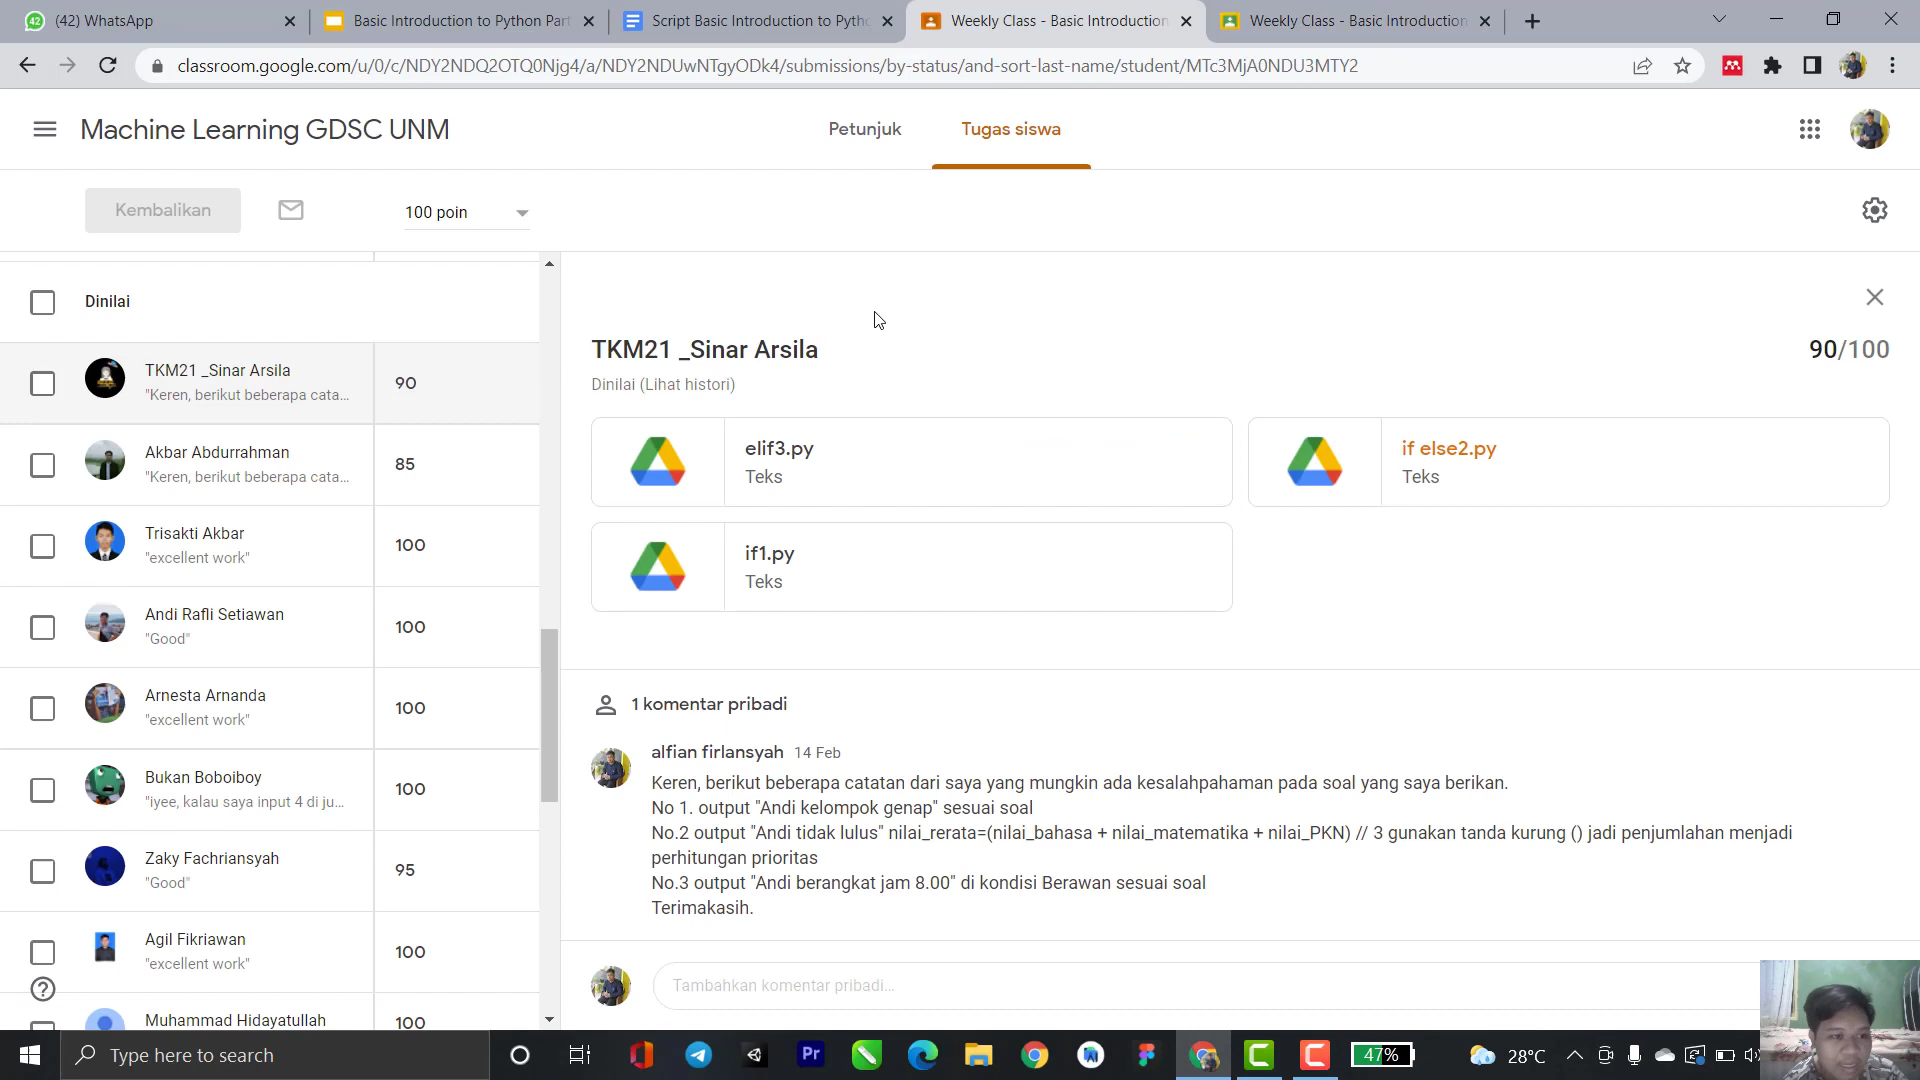 (42) WhatsApp
Basic Introduction to Python Part
Script Basic Introduction to Pytho
Weekly Class - Basic Introduction
Weekly Class - Basic Introduction
classroom.google.com/u/0/c/NDY2NDQ2OTQ0Njg4/a/NDY2NDUwNTgyODk4/submissions/by-status/and-sort-last-name/student/MTc3MjA0NDU3MTY2
Machine Learning GDSC UNM
Petunjuk
Tugas siswa
Kembalikan
100 poin
Dinilai
TKM21 _Sinar Arsila
"Keren, berikut beberapa cata...
90
Akbar Abdurrahman
"Keren, berikut beberapa cata...
85
Trisakti Akbar
"excellent work"
100
Andi Rafli Setiawan
"Good"
100
Arnesta Arnanda
"excellent work"
100
Bukan Boboiboy
"iyee, kalau saya input 4 di ju...
100
Zaky Fachriansyah
"Good"
95
Agil Fikriawan
"excellent work"
100
Muhammad Hidayatullah
100
TKM21 _Sinar Arsila
90/100
Dinilai (Lihat histori)
elif3.py
Teks
if else2.py
Teks
if1.py
Teks
1 komentar pribadi
alfian firlansyah 14 Feb
Keren, berikut beberapa catatan dari saya yang mungkin ada kesalahpahaman pada soal yang saya berikan.
No 1. output "Andi kelompok genap" sesuai soal
No.2 output "Andi tidak lulus" nilai_rerata=(nilai_bahasa + nilai_matematika + nilai_PKN) // 3 gunakan tanda kurung () jadi penjumlahan menjadi
perhitungan prioritas
No.3 output "Andi berangkat jam 8.00" di kondisi Berawan sesuai soal
Terimakasih.
Tambahkan komentar pribadi...
Type here to search
Pr
47%
28°C